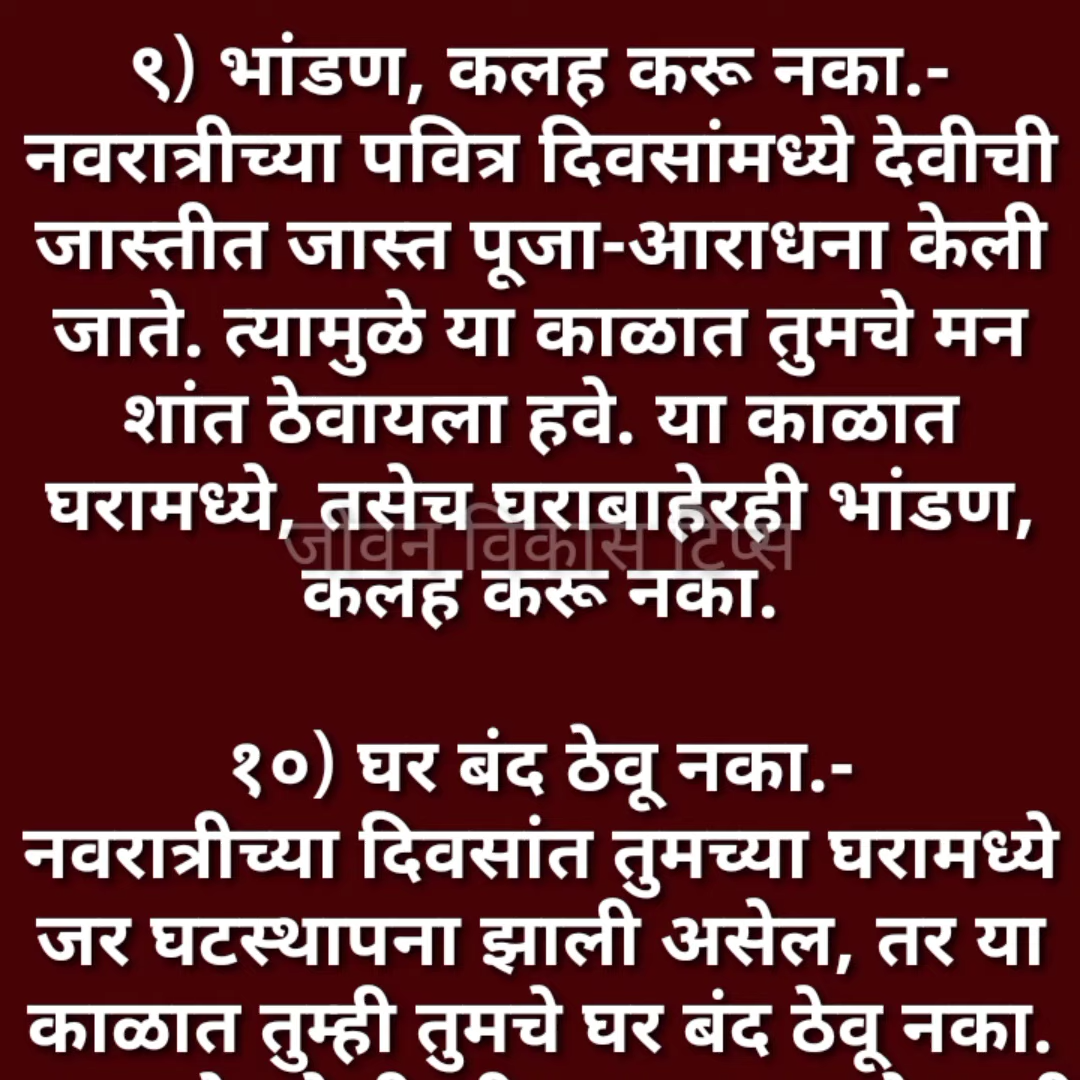 ९) भांडण, कलह करू नका.-
नवरात्रीच्या पवित्र दिवसांमध्ये देवीची
जास्तीत जास्त पूजा-आराधना केली
जाते. त्यामुळे या काळात तुमचे मन
शांत ठेवायला हवे. या काळात
घरामध्ये, तसेच घराबाहेरही भांडण,
जीवन विकास टिप्स
कलह करू नका.
१०) घर बंद ठेवू नका.-
नवरात्रीच्या दिवसांत तुमच्या घरामध्ये
जर घटस्थापना झाली असेल, तर या
काळात तुम्ही तुमचे घर बंद ठेवू नका.